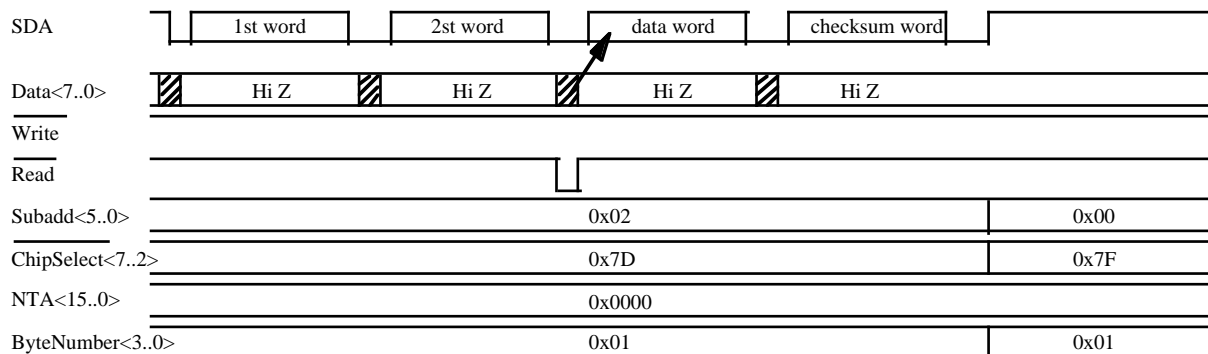 SDA 1st word 2st word data word checksum word
Data<7..0> Hi Z Hi Z Hi Z Hi Z
Write
Read
Subadd<5..0> 0x02 0x00
ChipSelect<7..2> 0x7D 0x7F
NTA<15..0> 0x0000
ByteNumber<3..0> 0x01 0x01